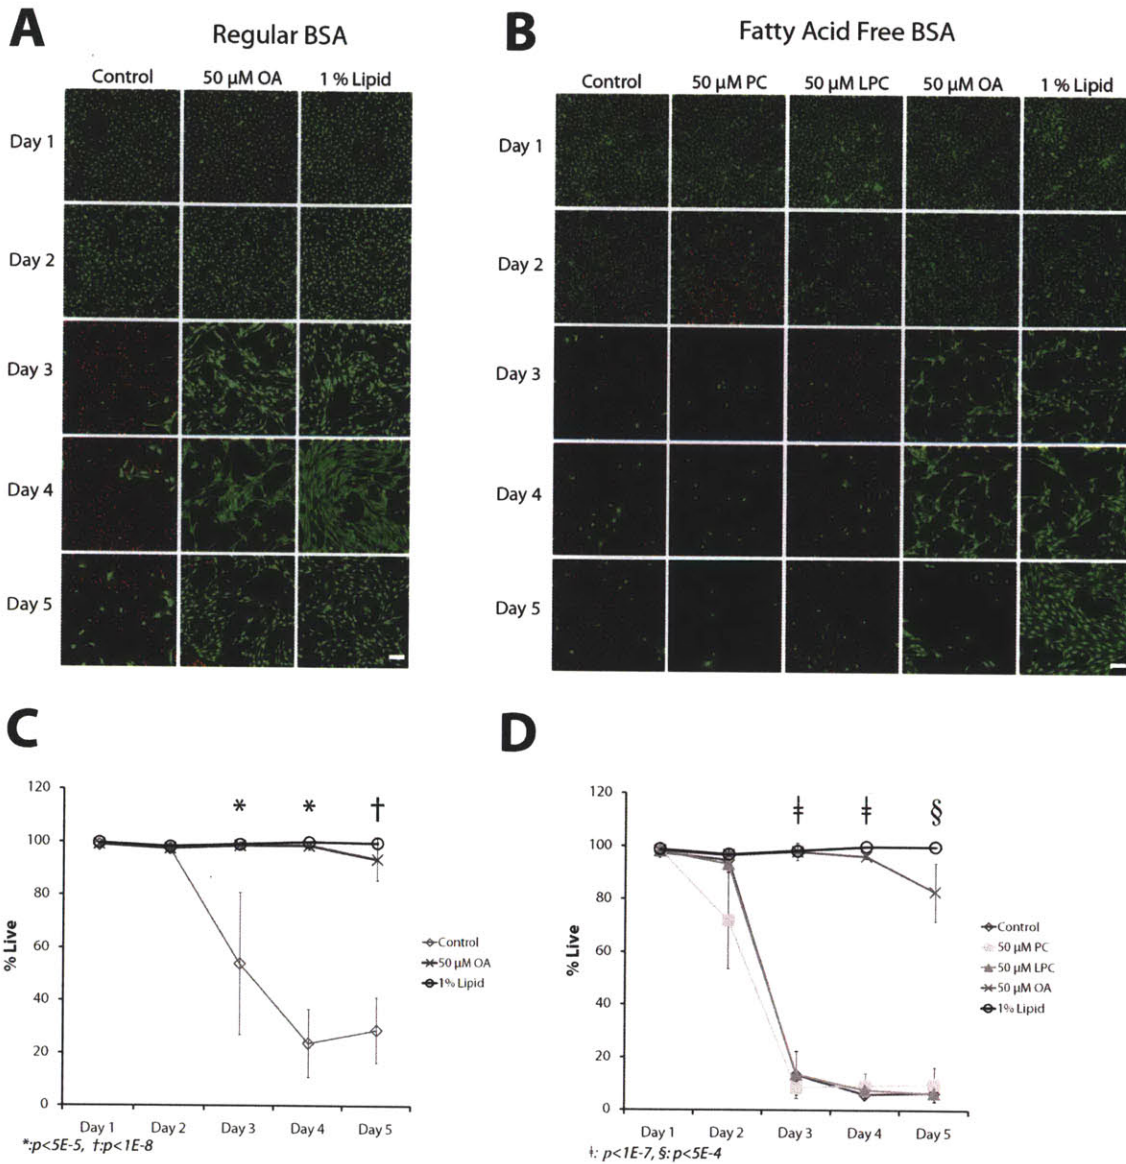 A
Regular BSA
Control 50 µM OA 1 % Lipid
Day 1
Day 2
Day 3
Day 4
Day 5
B
Fatty Acid Free BSA
Control 50 µM PC 50 µM LPC 50 µM OA 1 % Lipid
Day 1
Day 2
Day 3
Day 4
Day 5
C
120
100
80
60
40
20
0
% Live
* * †
Control
50 µM OA
1% Lipid
Day 1 Day 2 Day 3 Day 4 Day 5
*:p<5E-5, †:p<1E-8
D
120
100
80
60
40
20
0
% Live
ǂ ǂ §
Control
50 µM PC
50 µM LPC
50 µM OA
1% Lipid
Day 1 Day 2 Day 3 Day 4 Day 5
ǂ: p<1E-7, §: p<5E-4